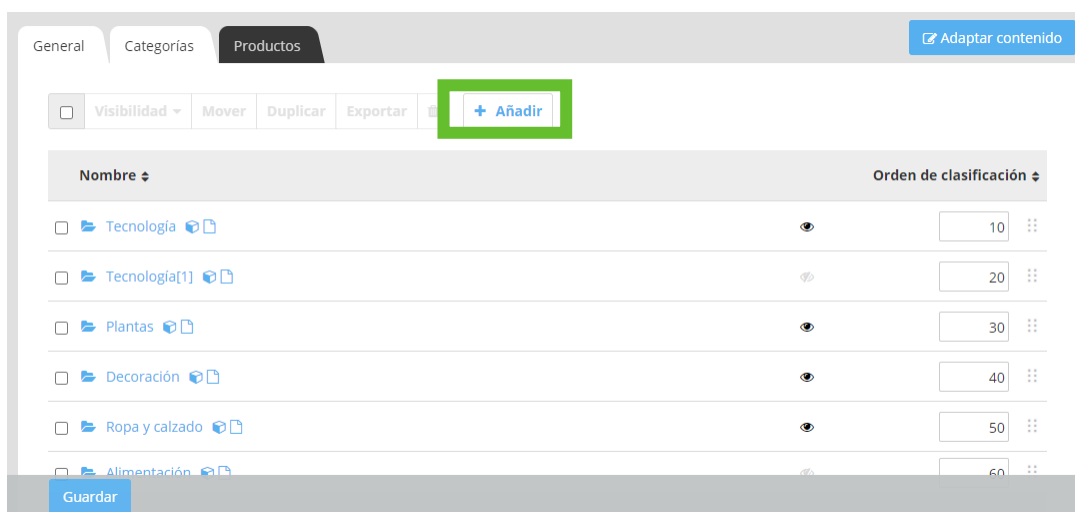 General
Categorías
Productos
Adaptar contenido
Visibilidad
Mover
Duplicar
Exportar
+ Añadir
Nombre
Orden de clasificación
Tecnología
10
Tecnología[1]
20
Plantas
30
Decoración
40
Ropa y calzado
50
Alimentación
60
Guardar